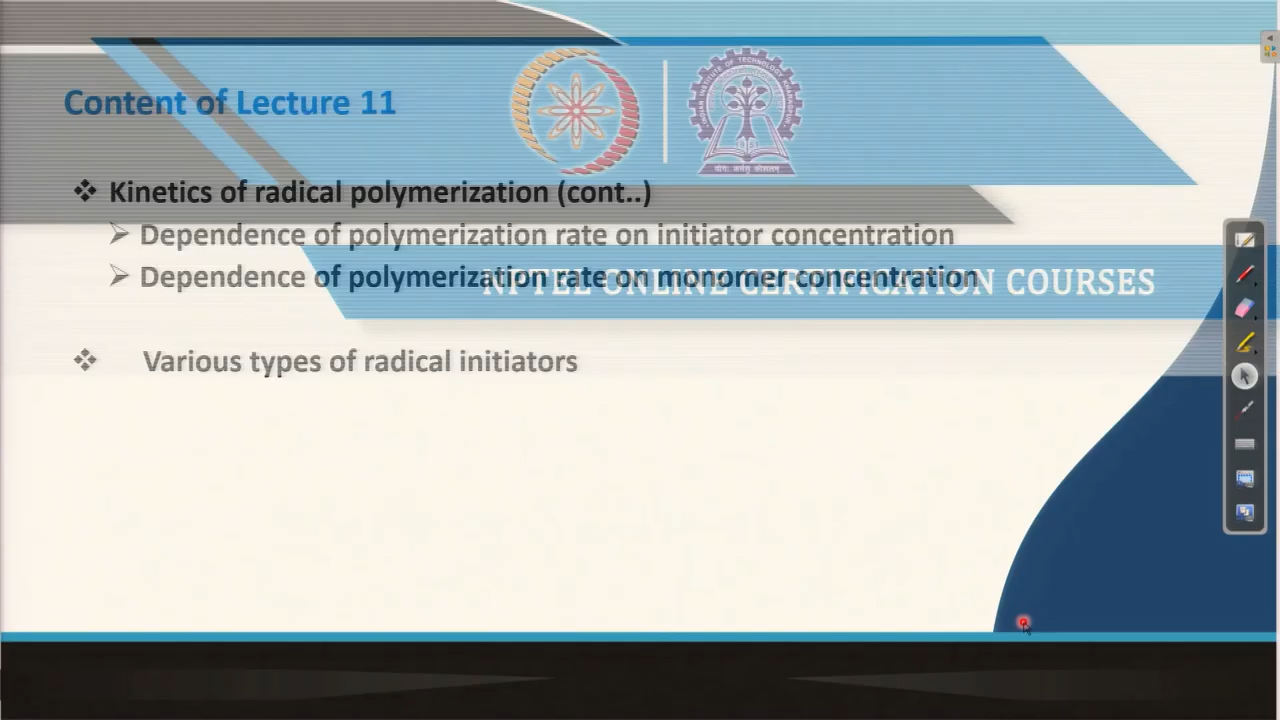 Content of Lecture 11
❖ Kinetics of radical polymerization (cont..)
➢ Dependence of polymerization rate on initiator concentration
➢ Dependence of polymerization rate on monomer concentration
NPTEL ONLINE CERTIFICATION COURSES
❖ Various types of radical initiators